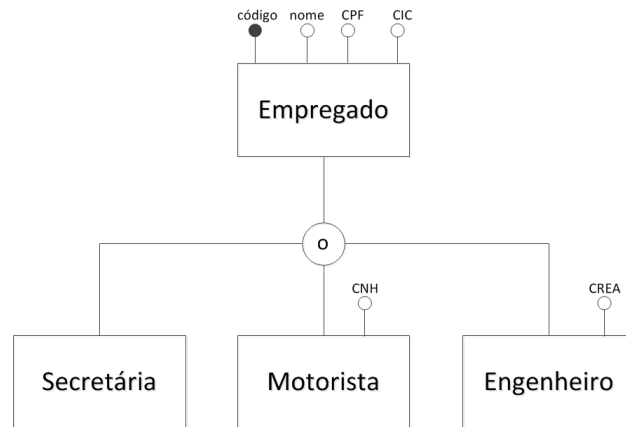 código nome CPF CIC
Empregado
o
CNH CREA
Secretária Motorista Engenheiro